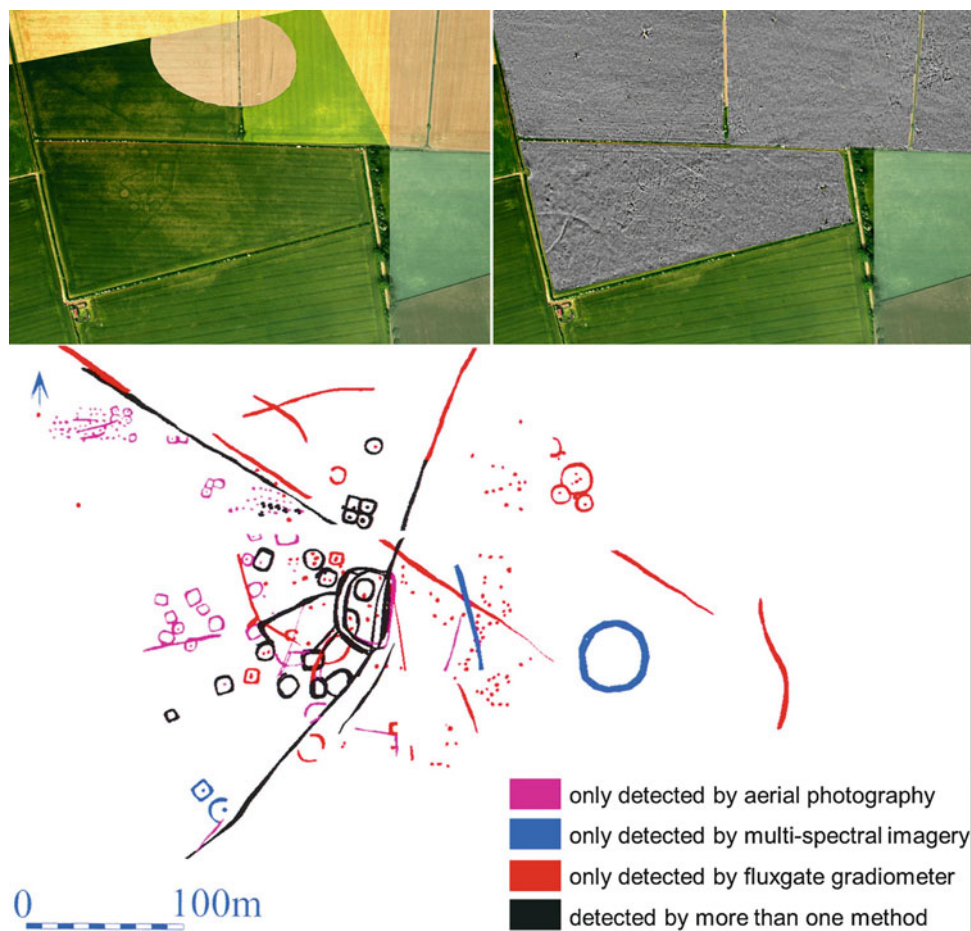 only detected by aerial photography
only detected by multi-spectral imagery
only detected by fluxgate gradiometer
detected by more than one method
0 100m